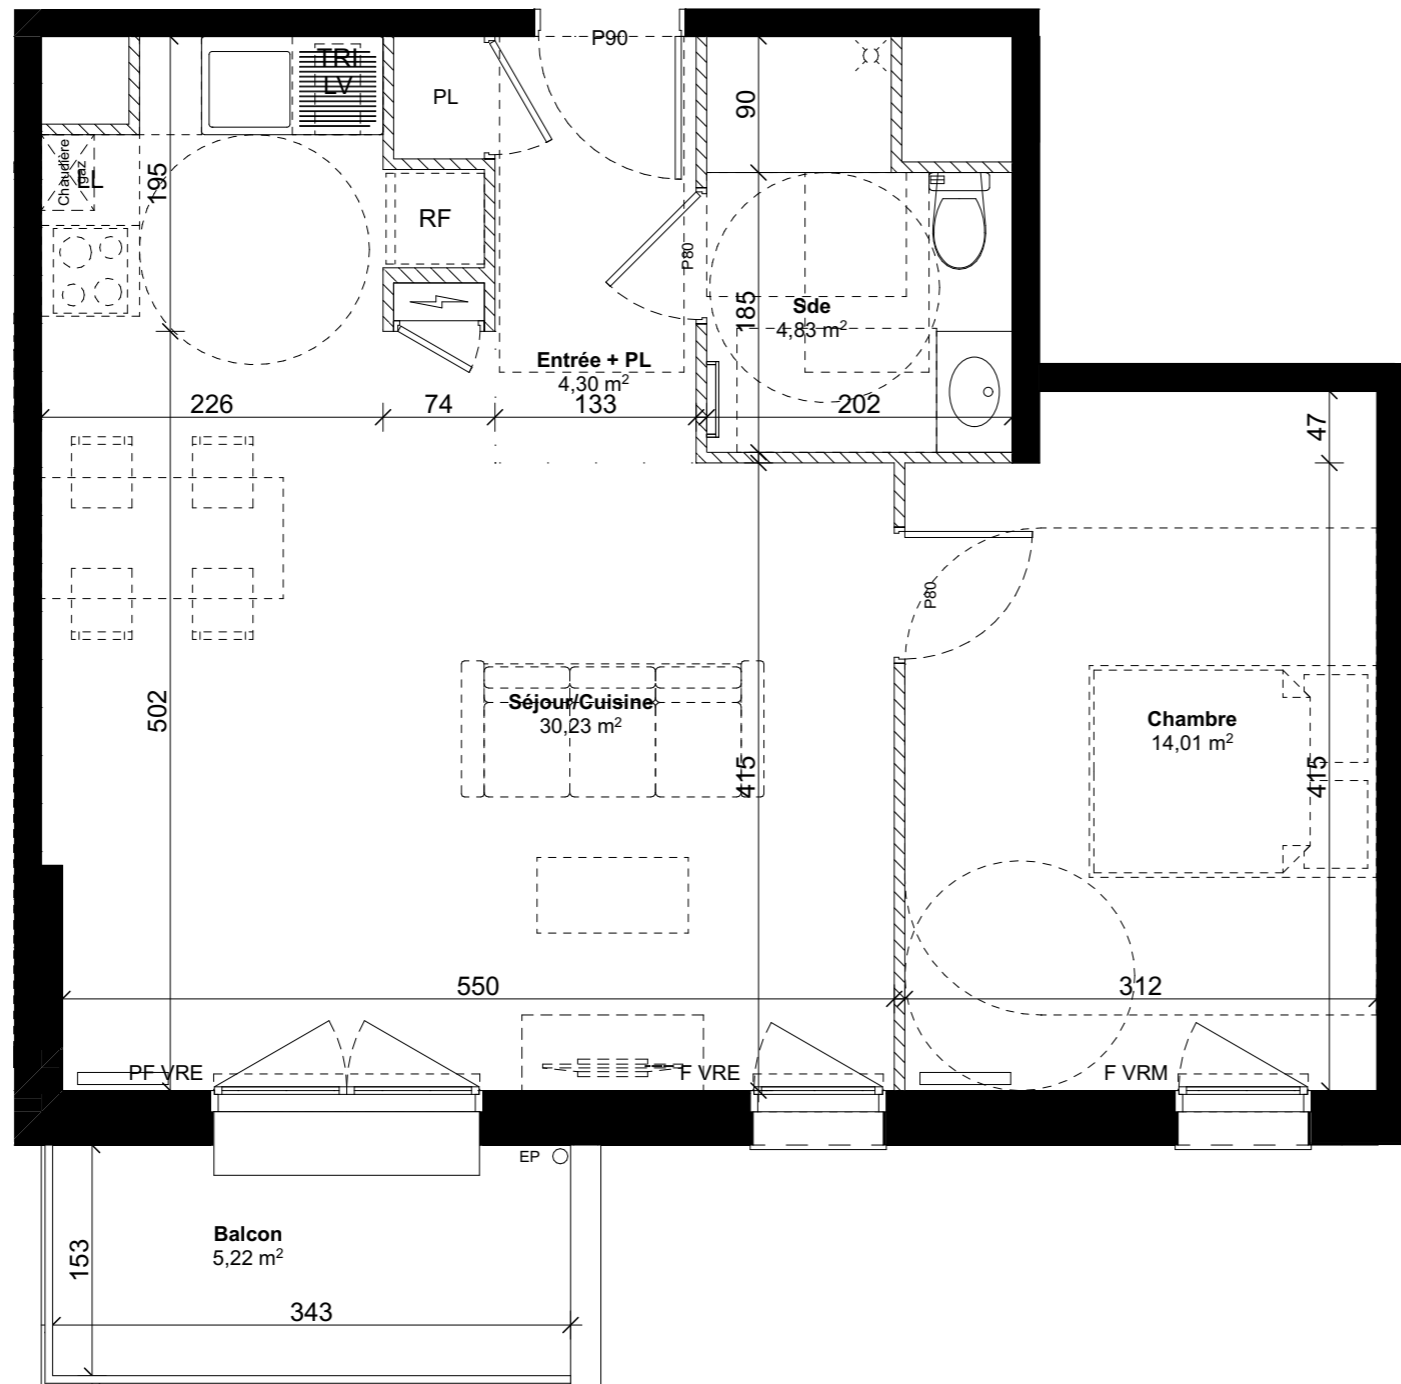 P90
TRI
LV
PL
90
Chaudière
gaz
LL
195
RF
P80
185
Sde
4,83 m²
Entrée + PL
4,30 m²
226
74
133
202
47
P80
502
Séjour/Cuisine
30,23 m²
415
Chambre
14,01 m²
415
550
312
PF VRE
F VRE
F VRM
EP
Balcon
5,22 m²
153
343